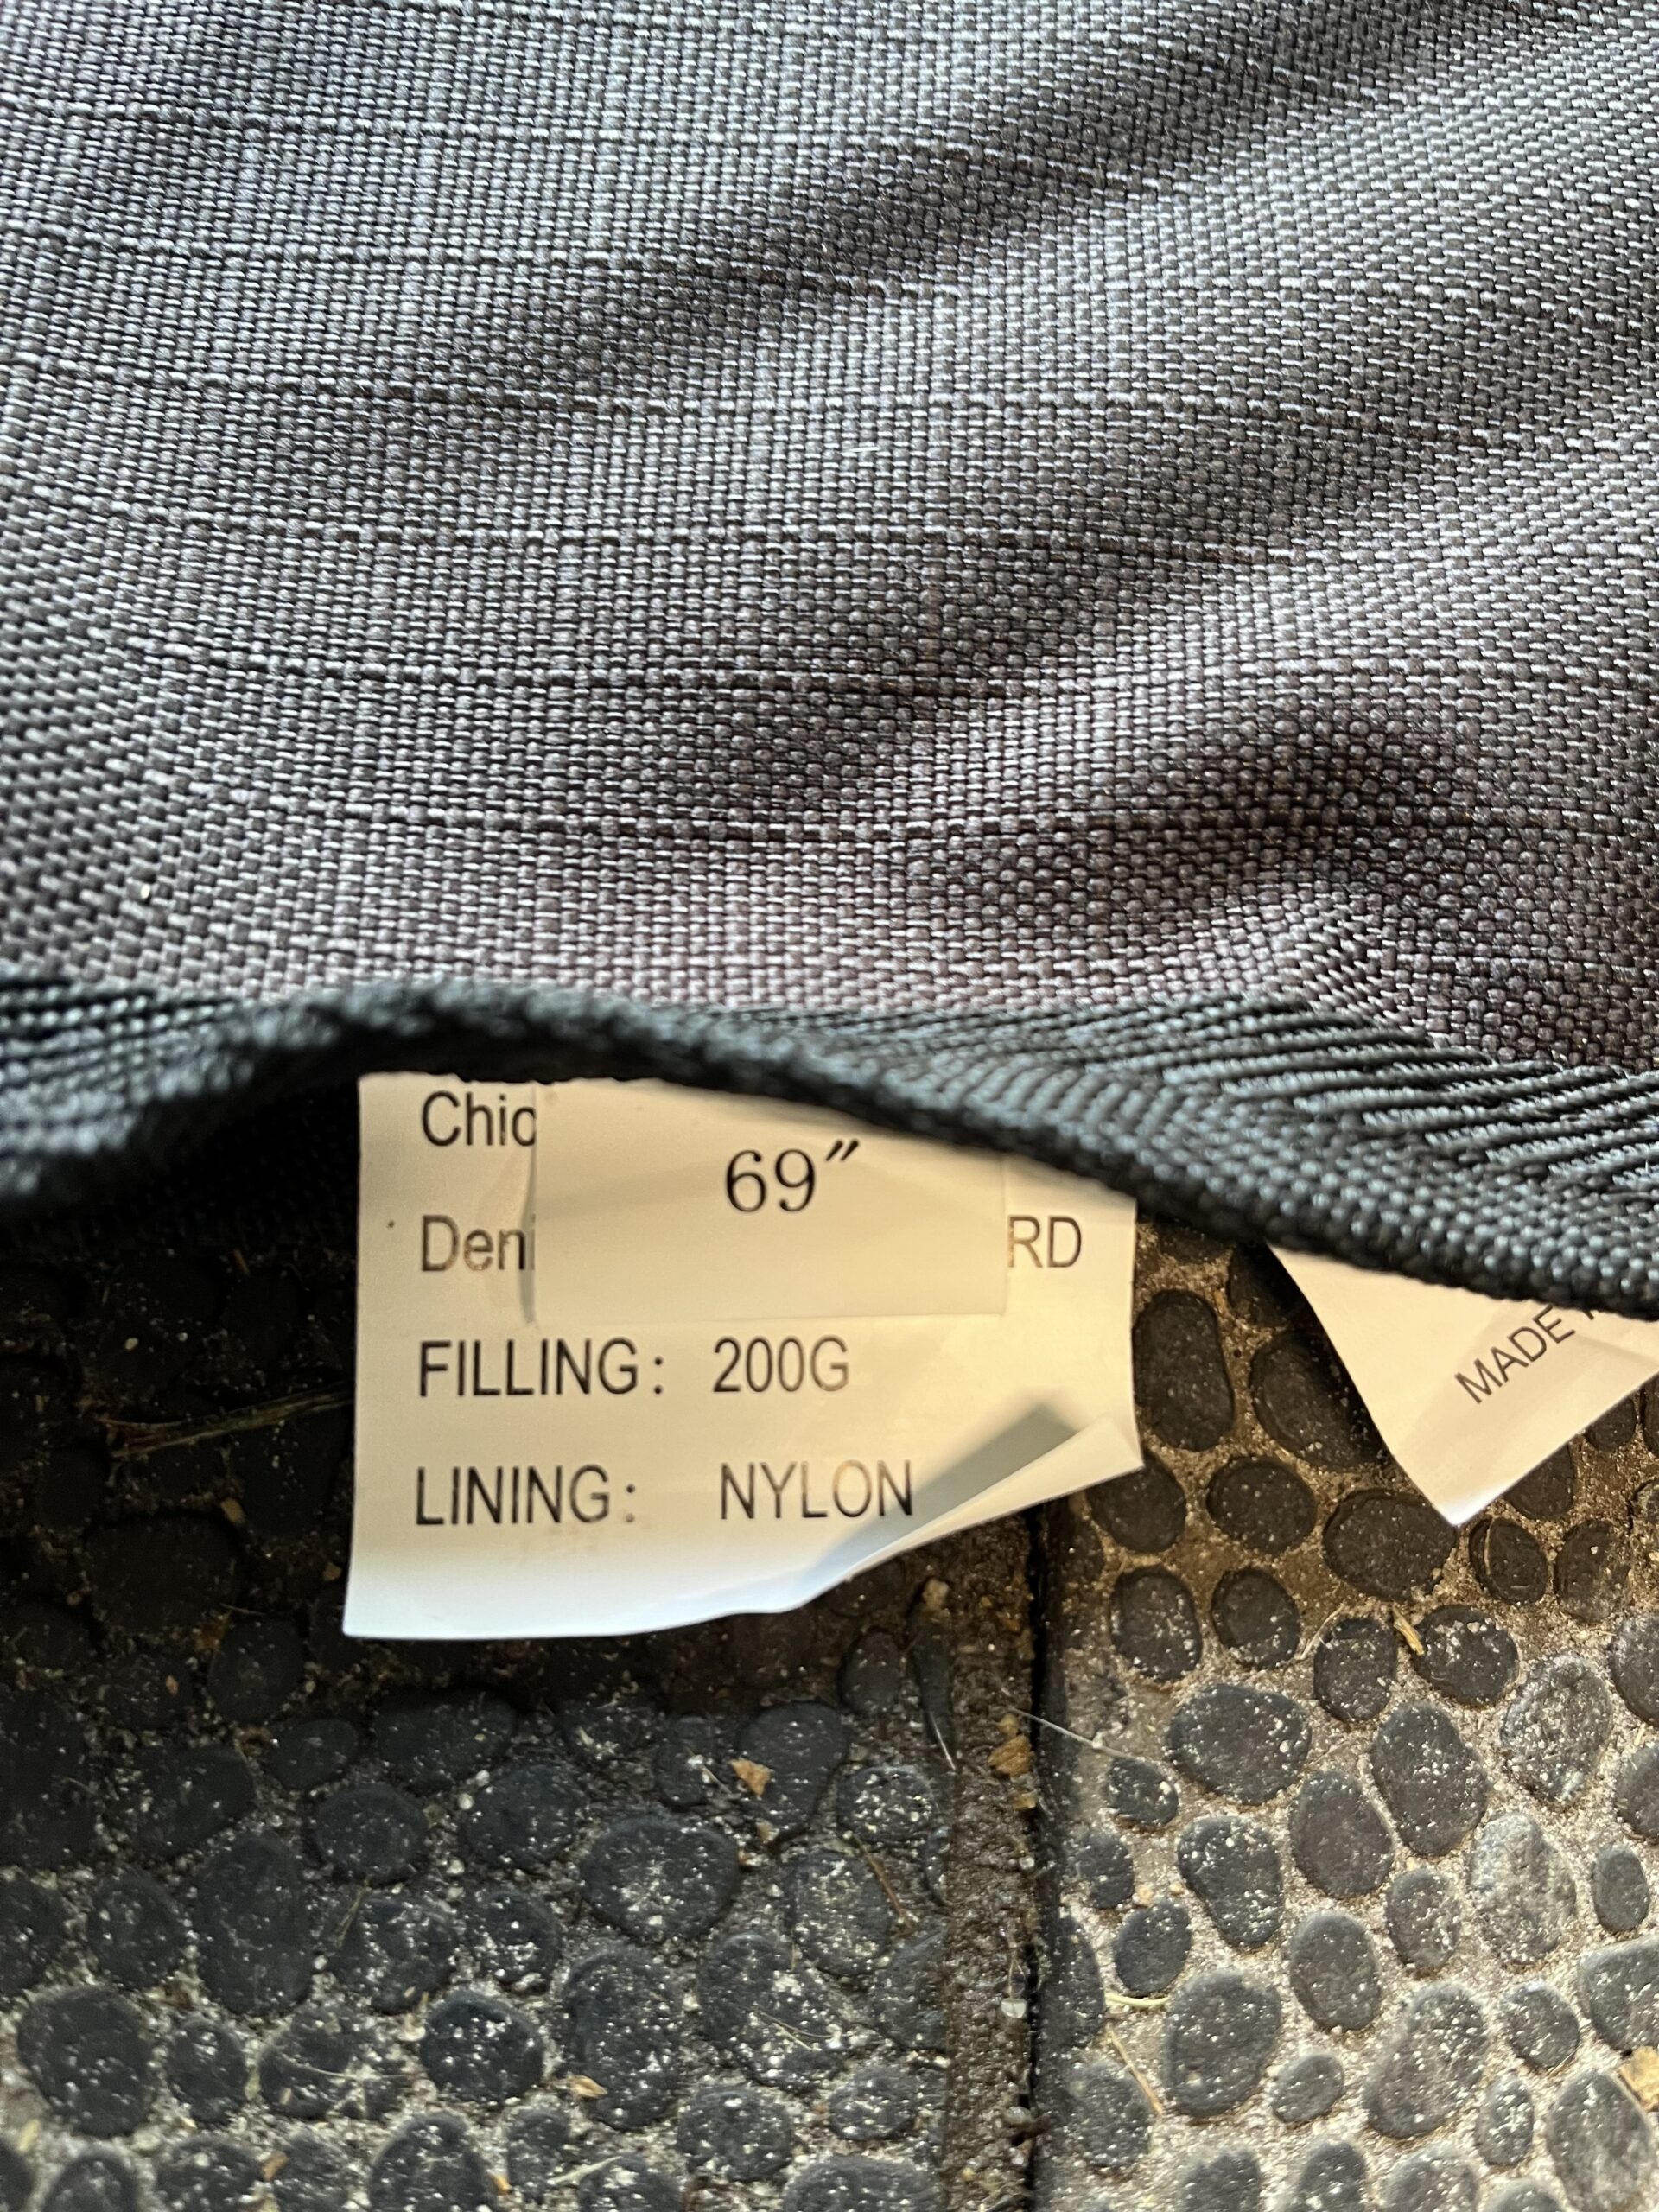 Chic
69"
Deni RD
FILLING: 200G
LINING: NYLON
MADE